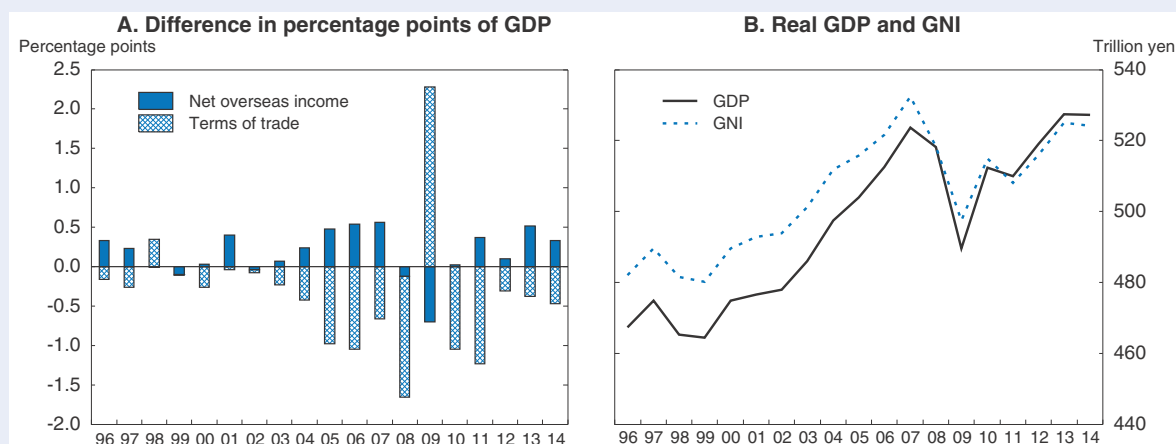 A. Difference in percentage points of GDP
Percentage points
2.5
2.0
1.5
1.0
0.5
0.0
-0.5
-1.0
-1.5
-2.0
Net overseas income
Terms of trade
96 97 98 99 00 01 02 03 04 05 06 07 08 09 10 11 12 13 14
B. Real GDP and GNI
Trillion yen
540
520
500
480
460
440
GDP
GNI
96 97 98 99 00 01 02 03 04 05 06 07 08 09 10 11 12 13 14